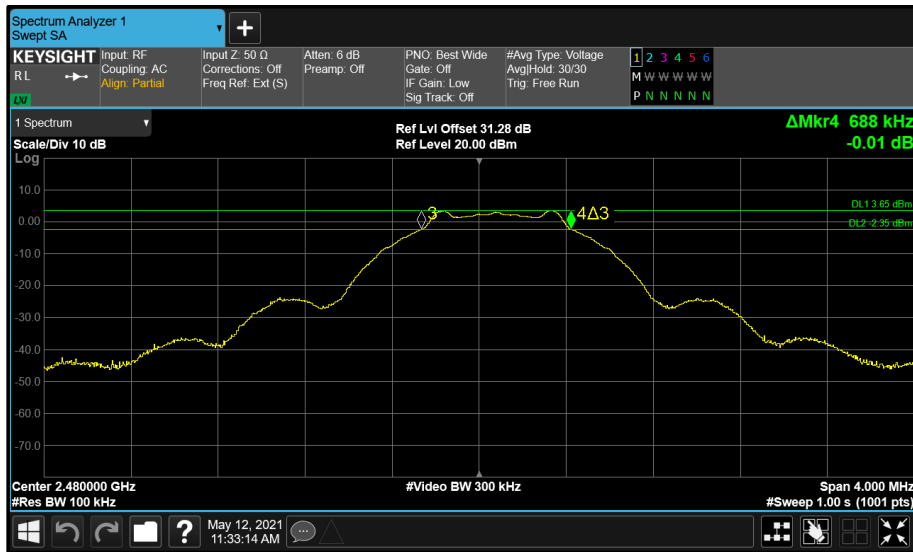 Spectrum Analyzer 1
Swept SA
+
KEYSIGHT
RL
LXI
Input: RF
Coupling: AC
Align: Partial
Input Z: 50 Ω
Corrections: Off
Freq Ref: Ext (S)
Atten: 6 dB
Preamp: Off
PNO: Best Wide
Gate: Off
IF Gain: Low
Sig Track: Off
#Avg Type: Voltage
Avg|Hold: 30/30
Trig: Free Run
1 2 3 4 5 6
M W W W W W
P N N N N N
1 Spectrum
Scale/Div 10 dB
Ref Lvl Offset 31.28 dB
Ref Level 20.00 dBm
ΔMkr4 688 kHz
-0.01 dB
Log
10.0
0.00
-10.0
-20.0
-30.0
-40.0
-50.0
-60.0
-70.0
3
4Δ3
DL1 3.65 dBm
DL2 -2.35 dBm
Center 2.480000 GHz
#Res BW 100 kHz
#Video BW 300 kHz
Span 4.000 MHz
#Sweep 1.00 s (1001 pts)
?
May 12, 2021
11:33:14 AM